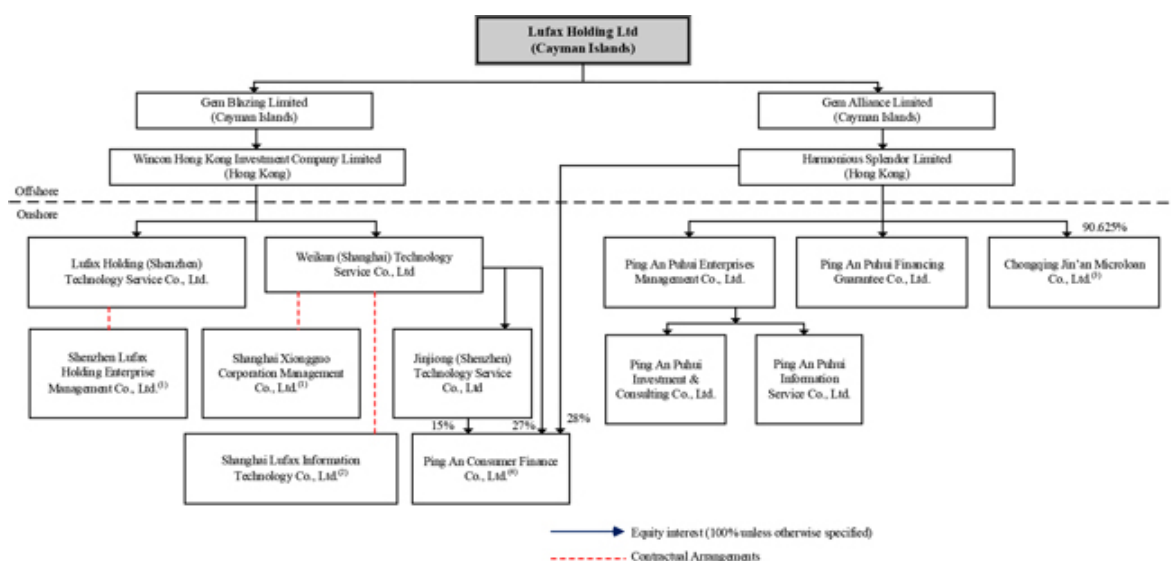 Lufax Holding Ltd
(Cayman Islands)
Gem Blazing Limited
(Cayman Islands)
Gem Alliance Limited
(Cayman Islands)
Wincon Hong Kong Investment Company Limited
(Hong Kong)
Harmonious Splendor Limited
(Hong Kong)
Offshore
Onshore
90.625%
Lufax Holding (Shenzhen)
Technology Service Co., Ltd.
Weikun (Shanghai) Technology
Service Co., Ltd
Ping An Puhui Enterprises
Management Co., Ltd.
Ping An Puhui Financing
Guarantee Co., Ltd.
Chongqing Jin'an Microloan
Co., Ltd.(3)
Shenzhen Lufax
Holding Enterprise
Management Co., Ltd.(1)
Shanghai Xiongguo
Corporation Management
Co., Ltd.(1)
Jinjiong (Shenzhen)
Technology Service
Co., Ltd
Ping An Puhui
Investment &
Consulting Co., Ltd.
Ping An Puhui
Information
Service Co., Ltd.
15%
27%
28%
Shanghai Lufax Information
Technology Co., Ltd.(2)
Ping An Consumer Finance
Co., Ltd.(4)
Equity interest (100% unless otherwise specified)
Contractual Arrangements